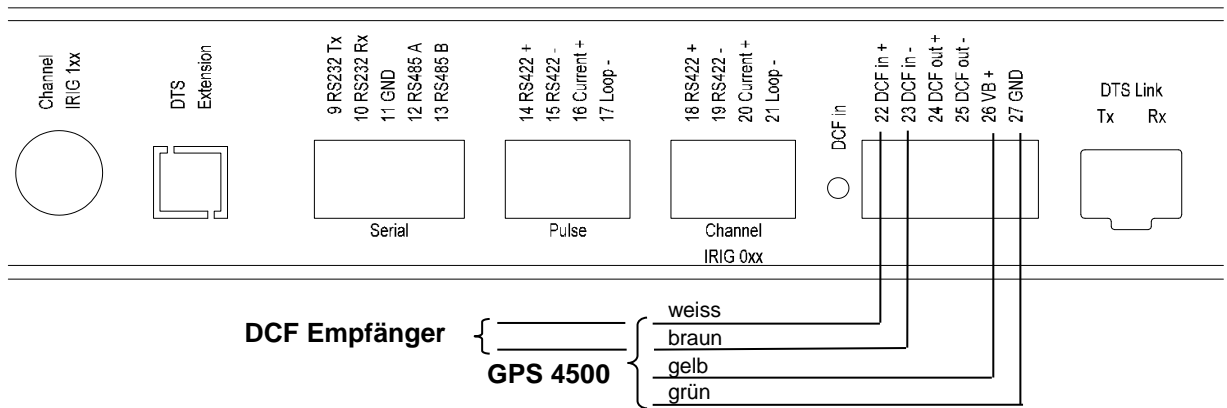 Channel
IRIG 1xx
DTS
Extension
9 RS232 Tx
10 RS232 Rx
11 GND
12 RS485 A
13 RS485 B
14 RS422 +
15 RS422 -
16 Current +
17 Loop -
18 RS422 +
19 RS422 -
20 Current +
21 Loop -
DCF in
22 DCF in +
23 DCF in -
24 DCF out +
25 DCF out -
26 VB +
27 GND
DTS Link
Tx Rx
Serial
Pulse
Channel
IRIG 0xx
DCF Empfänger
GPS 4500
weiss
braun
gelb
grün